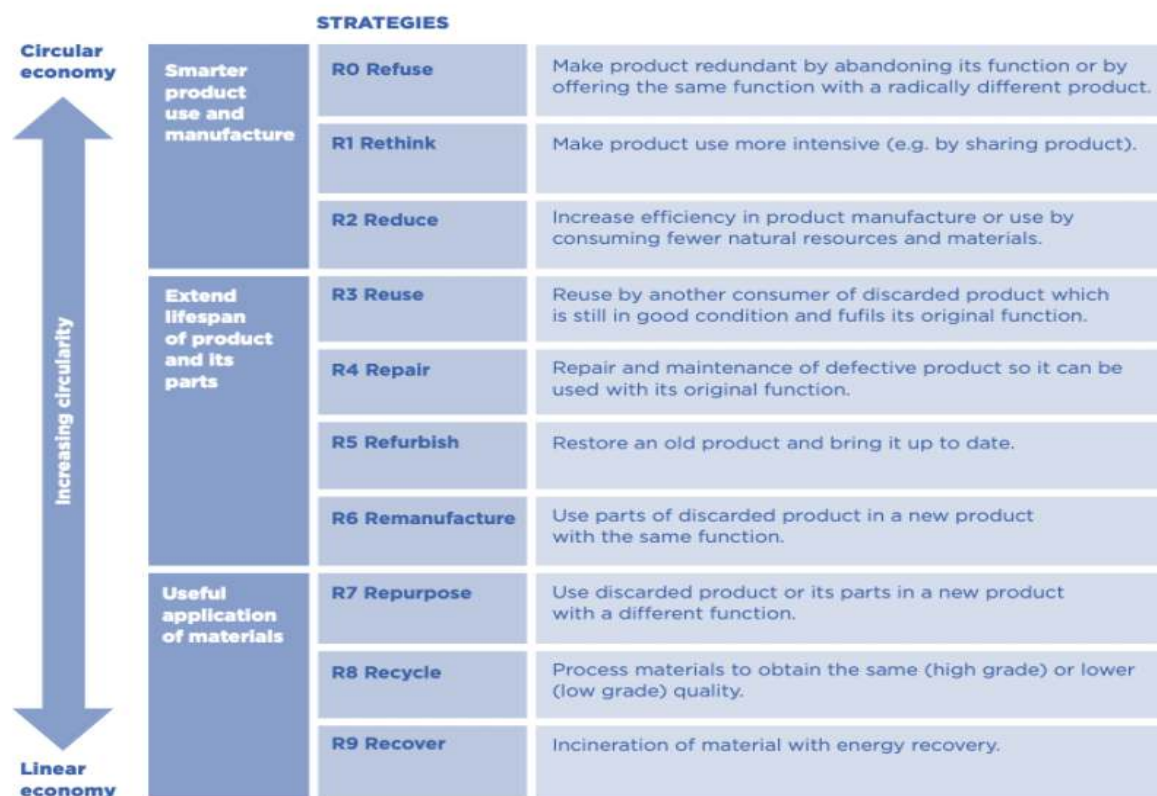 STRATEGIES
Circular
economy
Smarter
product
use and
manufacture
R0 Refuse
Make product redundant by abandoning its function or by
offering the same function with a radically different product.
R1 Rethink
Make product use more intensive (e.g. by sharing product).
R2 Reduce
Increase efficiency in product manufacture or use by
consuming fewer natural resources and materials.
Extend
lifespan
of product
and its
parts
R3 Reuse
Reuse by another consumer of discarded product which
is still in good condition and fufils its original function.
R4 Repair
Repair and maintenance of defective product so it can be
used with its original function.
R5 Refurbish
Restore an old product and bring it up to date.
R6 Remanufacture
Use parts of discarded product in a new product
with the same function.
Useful
application
of materials
R7 Repurpose
Use discarded product or its parts in a new product
with a different function.
R8 Recycle
Process materials to obtain the same (high grade) or lower
(low grade) quality.
R9 Recover
Incineration of material with energy recovery.
Increasing circularity
Linear
economy